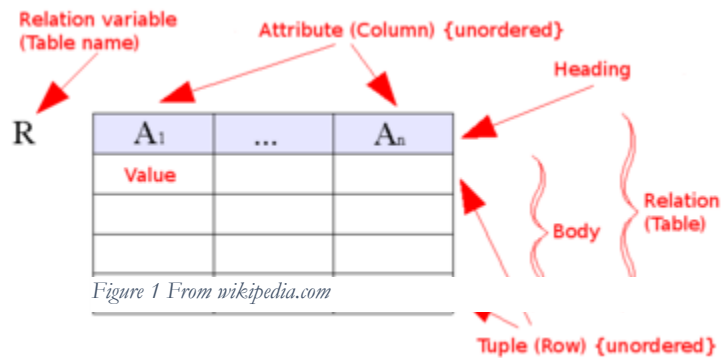 Relation variable
(Table name)
Attribute (Column) {unordered}
Heading
R
A1 ... An
Value
Relation
(Table)
Body
Figure 1 From wikipedia.com
Tuple (Row) {unordered}